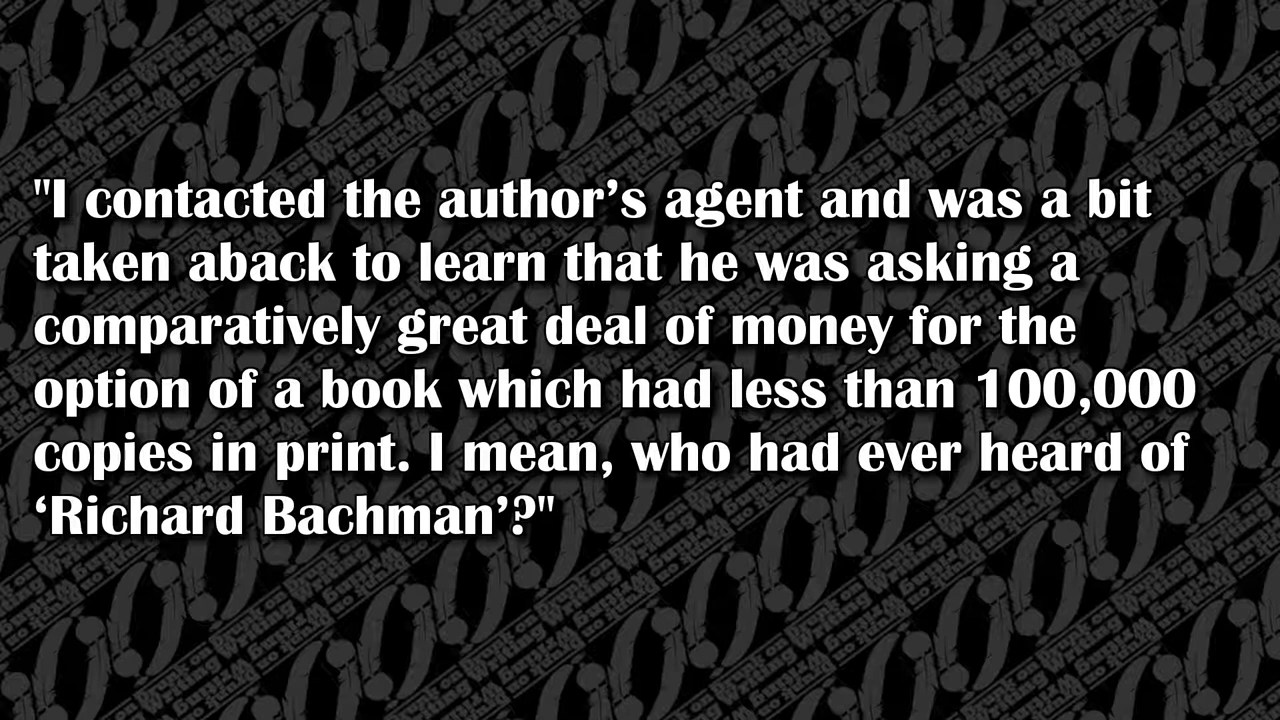 "I contacted the author’s agent and was a bit
taken aback to learn that he was asking a
comparatively great deal of money for the
option of a book which had less than 100,000
copies in print. I mean, who had ever heard of
‘Richard Bachman’?"